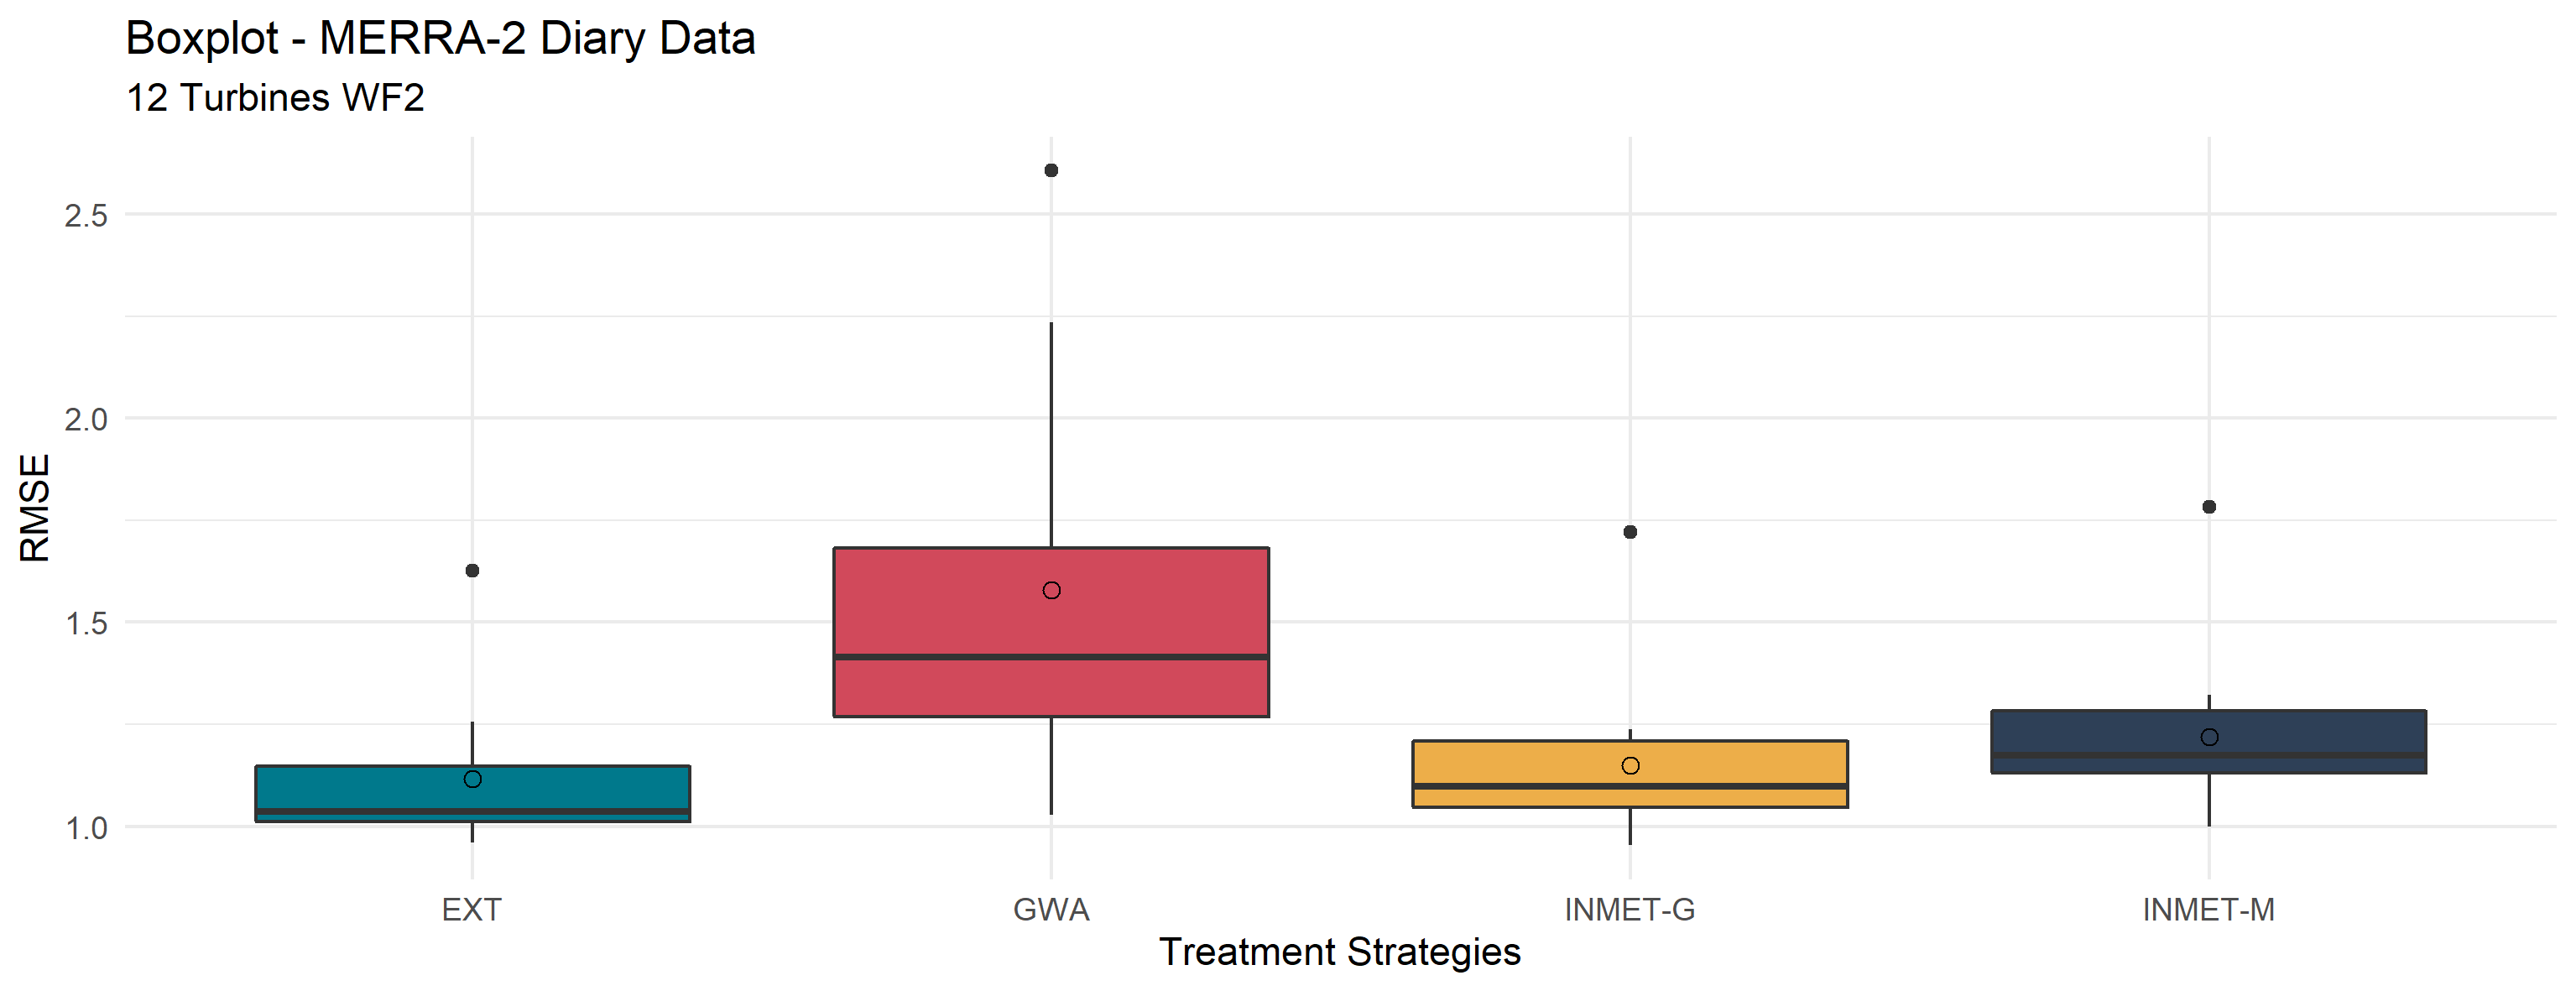 Boxplot - MERRA-2 Diary Data
12 Turbines WF2
RMSE
2.5
2.0
1.5
1.0
EXT GWA INMET-G INMET-M
Treatment Strategies